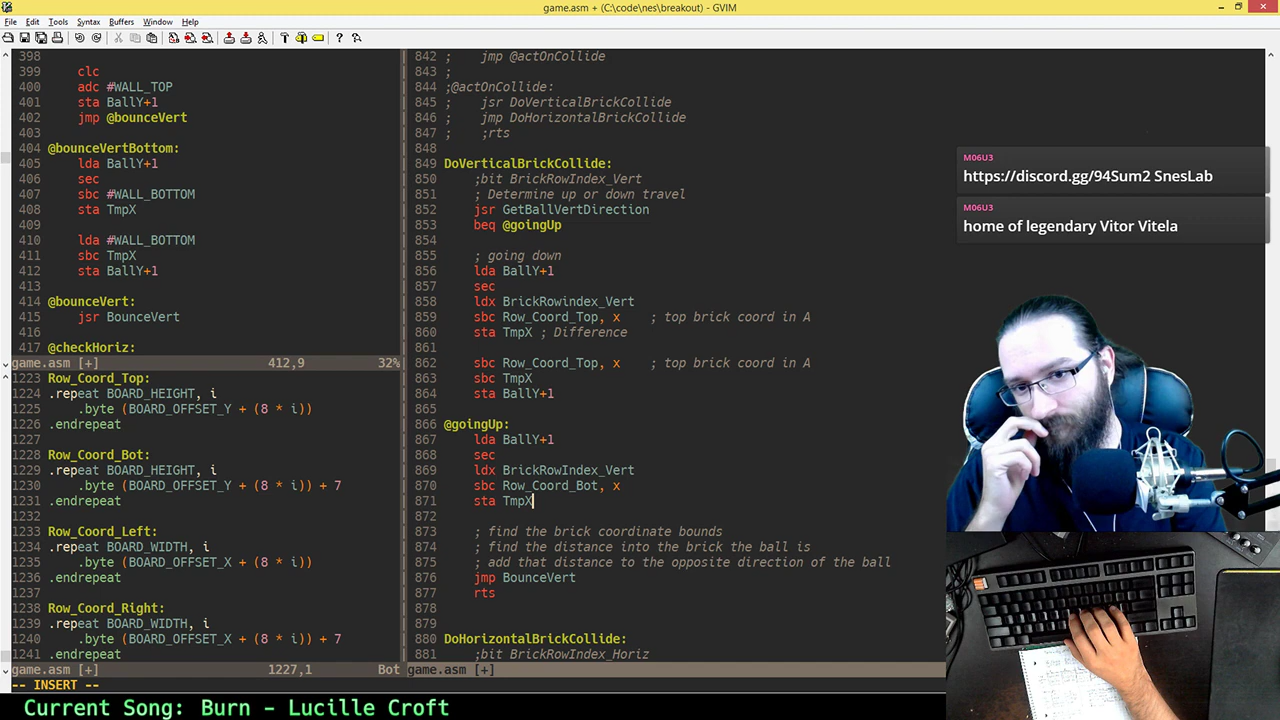 game.asm + (C:\code\nes\breakout) - GVIM
File Edit Tools Syntax Buffers Window Help
398
399 clc
400 adc #WALL_TOP
401 sta BallY+1
402 jmp @bounceVert
403
404 @bounceVertBottom:
405 lda BallY+1
406 sec
407 sbc #WALL_BOTTOM
408 sta TmpX
409
410 lda #WALL_BOTTOM
411 sbc TmpX
412 sta BallY+1
413
414 @bounceVert:
415 jsr BounceVert
416
417 @checkHoriz:
game.asm [+] 412,9 32%
1223 Row_Coord_Top:
1224 .repeat BOARD_HEIGHT, i
1225 .byte (BOARD_OFFSET_Y + (8 * i))
1226 .endrepeat
1227
1228 Row_Coord_Bot:
1229 .repeat BOARD_HEIGHT, i
1230 .byte (BOARD_OFFSET_Y + (8 * i)) + 7
1231 .endrepeat
1232
1233 Row_Coord_Left:
1234 .repeat BOARD_WIDTH, i
1235 .byte (BOARD_OFFSET_X + (8 * i))
1236 .endrepeat
1237
1238 Row_Coord_Right:
1239 .repeat BOARD_WIDTH, i
1240 .byte (BOARD_OFFSET_X + (8 * i)) + 7
1241 .endrepeat
game.asm [+] 1227,1 Bot
842 ; jmp @actOnCollide
843 ;
844 ;@actOnCollide:
845 ; jsr DoVerticalBrickCollide
846 ; jmp DoHorizontalBrickCollide
847 ; ;rts
848
849 DoVerticalBrickCollide:
850 ;bit BrickRowIndex_Vert
851 ; Determine up or down travel
852 jsr GetBallVertDirection
853 beq @goingUp
854
855 ; going down
856 lda BallY+1
857 sec
858 ldx BrickRowindex_Vert
859 sbc Row_Coord_Top, x ; top brick coord in A
860 sta TmpX ; Difference
861
862 sbc Row_Coord_Top, x ; top brick coord in A
863 sbc TmpX
864 sta BallY+1
865
866 @goingUp:
867 lda BallY+1
868 sec
869 ldx BrickRowIndex_Vert
870 sbc Row_Coord_Bot, x
871 sta TmpX
872
873 ; find the brick coordinate bounds
874 ; find the distance into the brick the ball is
875 ; add that distance to the opposite direction of the ball
876 jmp BounceVert
877 rts
878
879
880 DoHorizontalBrickCollide:
881 ;bit BrickRowIndex_Horiz
game.asm [+]
-- INSERT --
M06U3
https://discord.gg/94Sum2 SnesLab
M06U3
home of legendary Vitor Vitela
Current Song: Burn - Lucille Croft